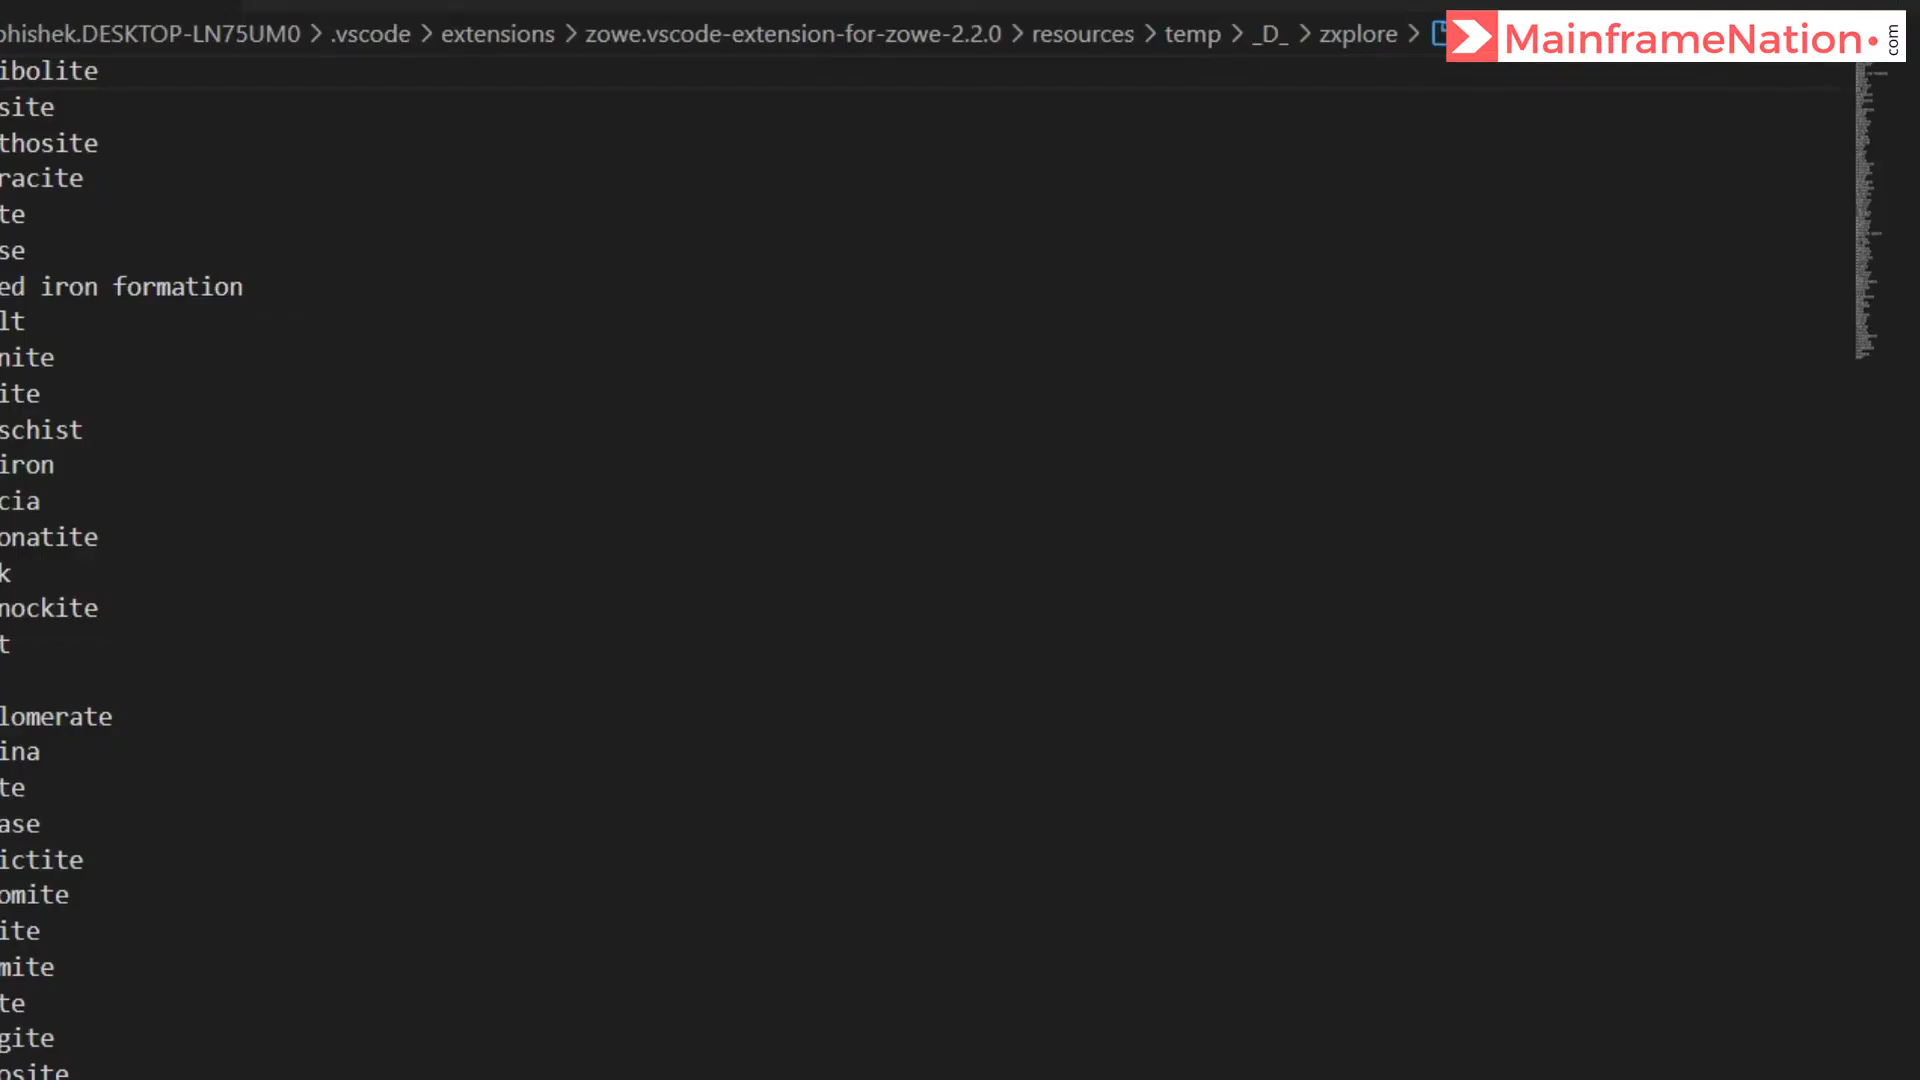 phishek.DESKTOP-LN75UM0 > .vscode > extensions > zowe.vscode-extension-for-zowe-2.2.0 > resources > temp > _D_ > zxplore >
MainframeNation.com
ibolite
site
thosite
racite
te
se
ed iron formation
lt
nite
ite
schist
iron
cia
onatite
k
nockite
t
lomerate
ina
te
ase
ictite
omite
ite
mite
te
gite
osite